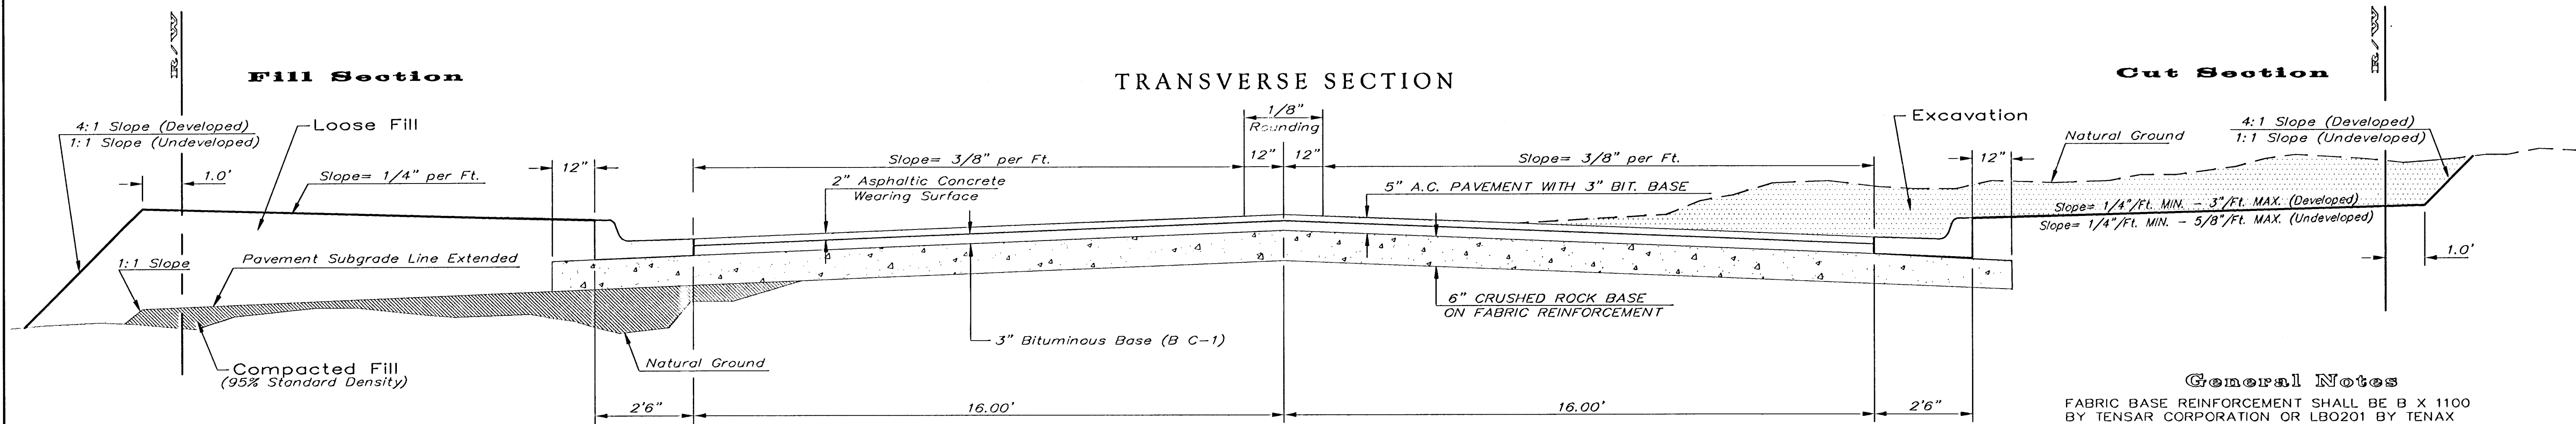 R/W
R/W
Fill Section
TRANSVERSE SECTION
Cut Section
1/8"
Rounding
4:1 Slope (Developed)
1:1 Slope (Undeveloped)
Loose Fill
Excavation
Natural Ground
4:1 Slope (Developed)
1:1 Slope (Undeveloped)
12"
Slope= 3/8" per Ft.
12"
12"
Slope= 3/8" per Ft.
12"
1.0'
Slope= 1/4" per Ft.
2" Asphaltic Concrete
Wearing Surface
5" A.C. PAVEMENT WITH 3" BIT. BASE
Slope= 1/4"/Ft. MIN. - 3"/Ft. MAX. (Developed)
Slope= 1/4"/Ft. MIN. - 5/8"/Ft. MAX. (Undeveloped)
1:1 Slope
Pavement Subgrade Line Extended
1.0'
6" CRUSHED ROCK BASE
ON FABRIC REINFORCEMENT
3" Bituminous Base (B C-1)
Natural Ground
Compacted Fill
(95% Standard Density)
2'6"
16.00'
16.00'
2'6"
General Notes
FABRIC BASE REINFORCEMENT SHALL BE B X 1100
BY TENSAR CORPORATION OR LBO201 BY TENAX